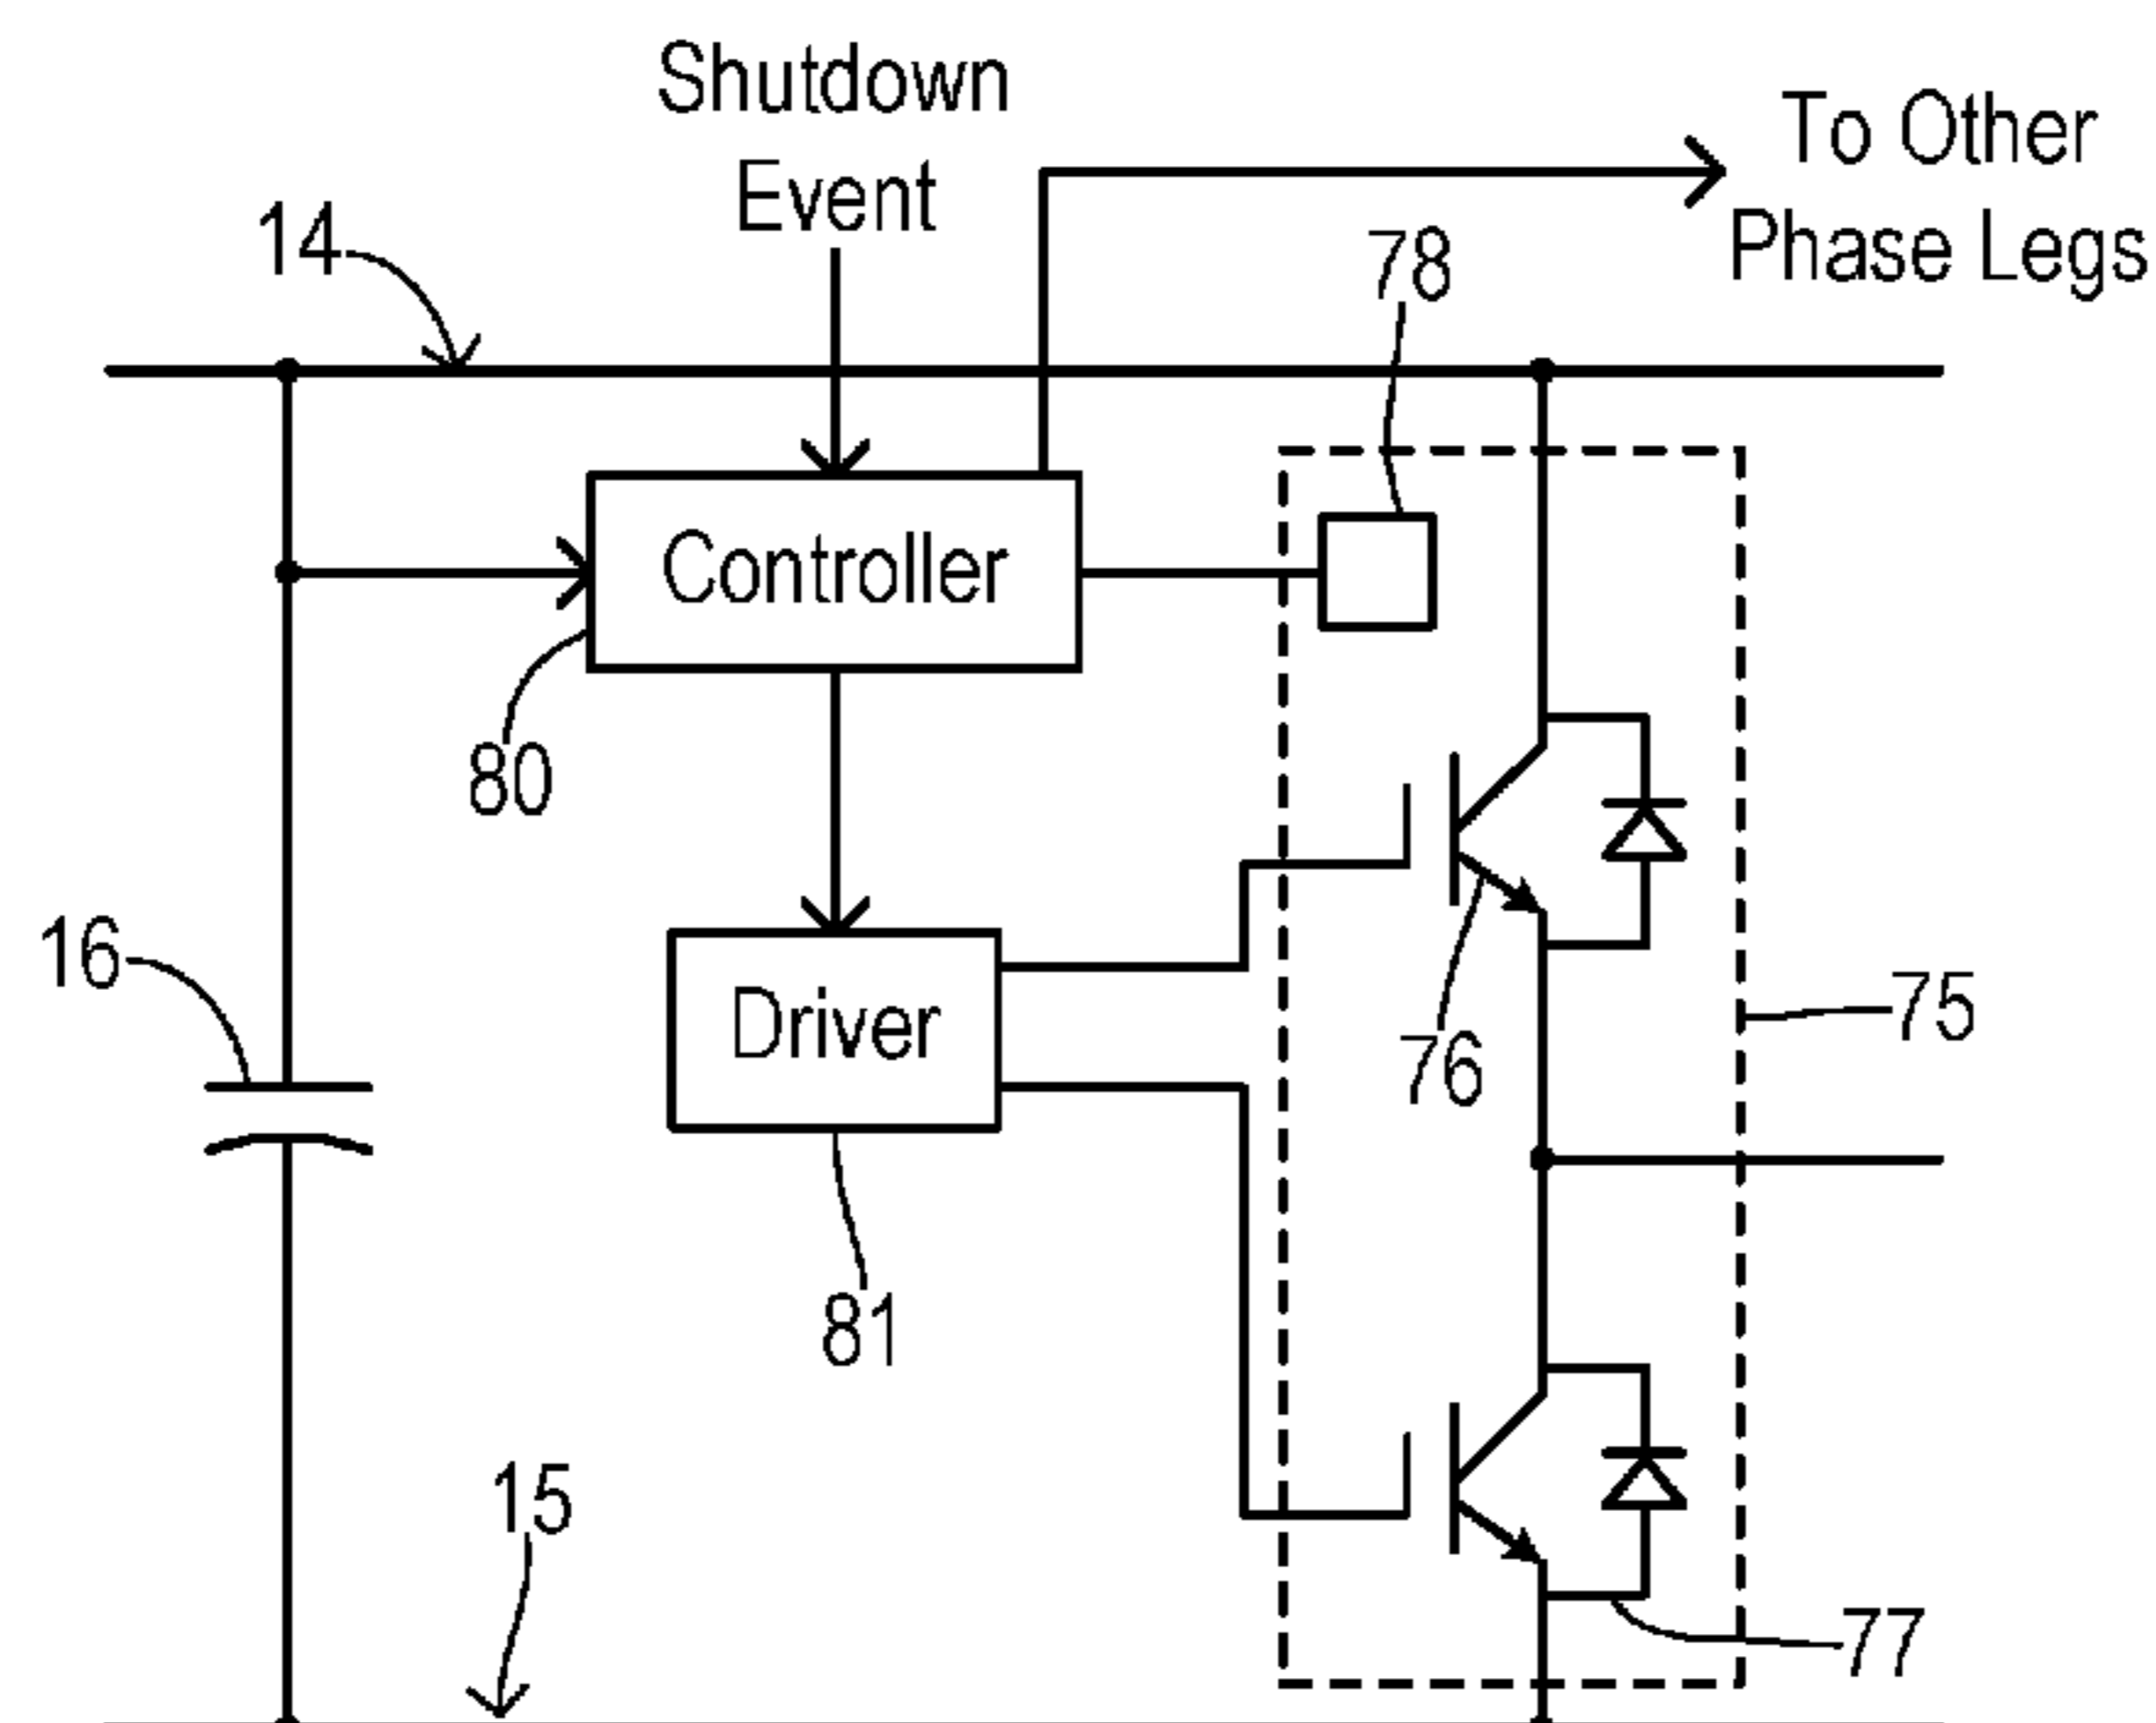 Shutdown
Event
To Other
Phase Legs
14
78
Controller
80
16
Driver
76
75
81
15
77